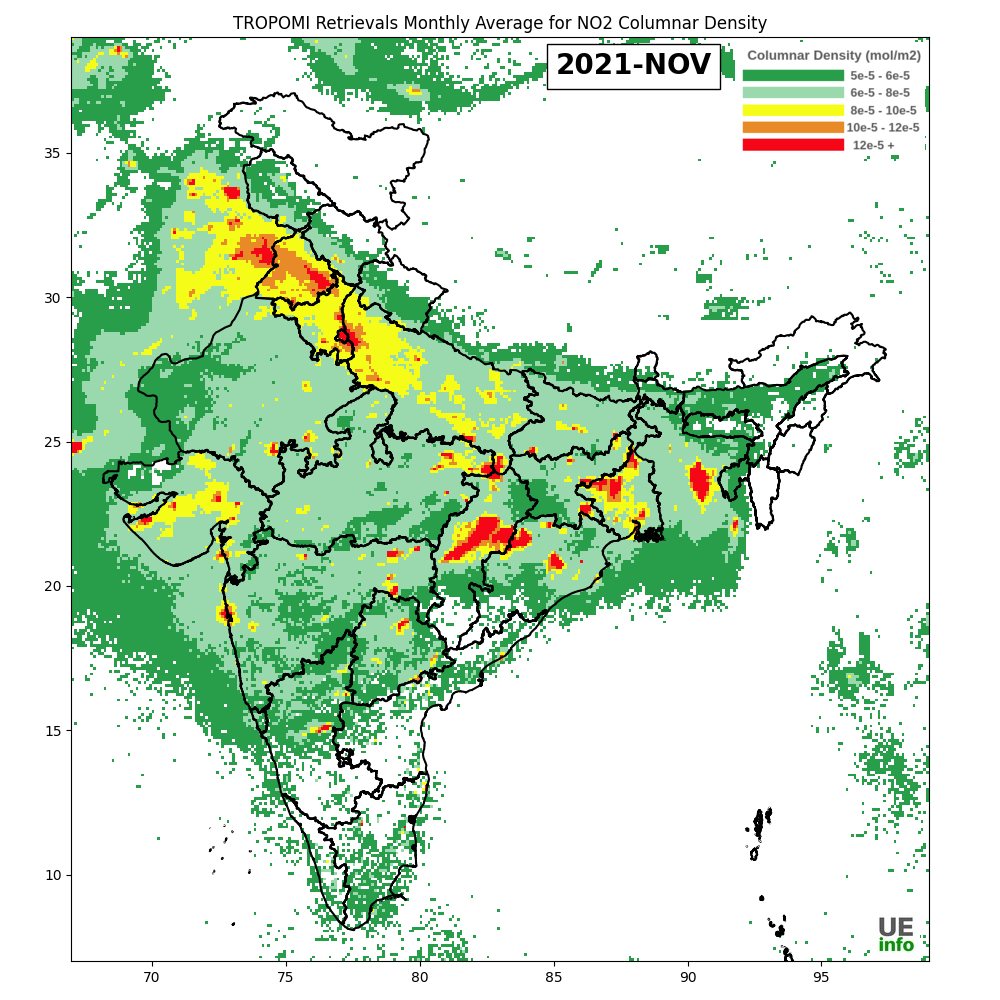 TROPOMI Retrievals Monthly Average for NO2 Columnar Density
2021-NOV
Columnar Density (mol/m2)
5e-5 - 6e-5
6e-5 - 8e-5
8e-5 - 10e-5
10e-5 - 12e-5
12e-5 +
35
30
25
20
15
10
70 75 80 85 90 95
UE
info